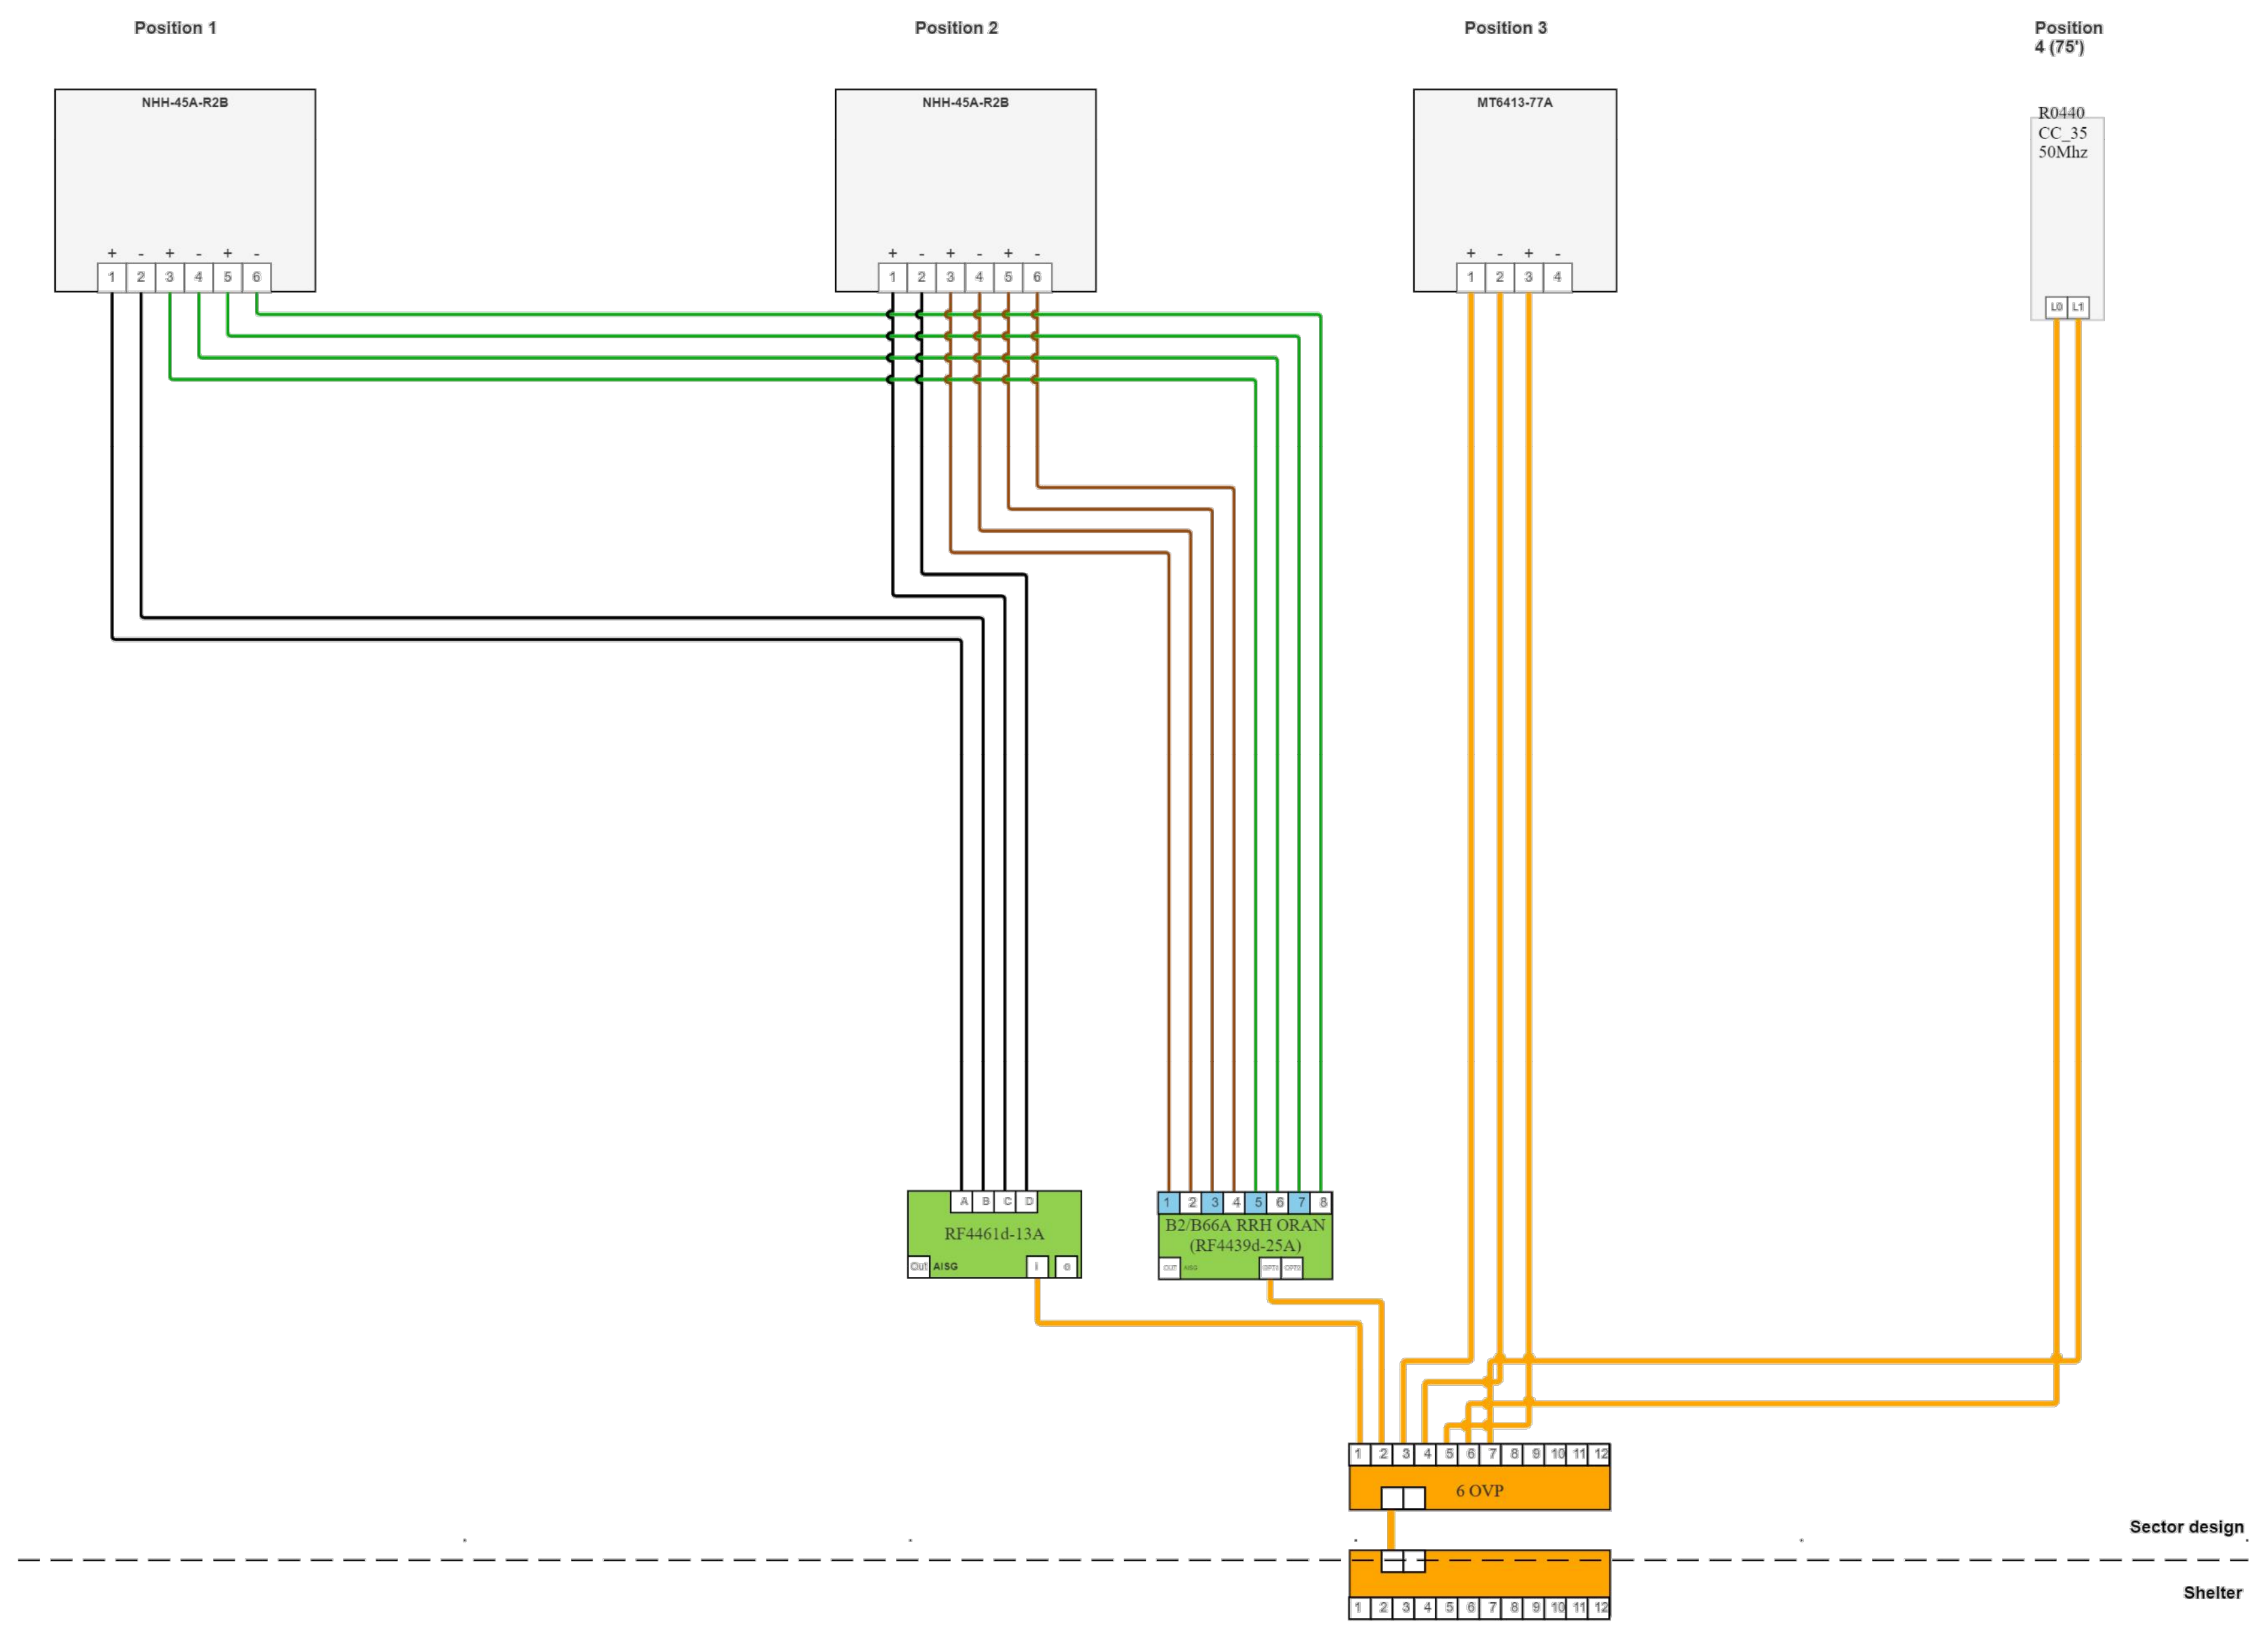 Position 1
Position 2
Position 3
Position
4 (75')
NHH-45A-R2B
NHH-45A-R2B
MT6413-77A
R0440
CC_35
50Mhz
+ - + - + -
+ - + - + -
+ - + -
1 2 3 4 5 6
1 2 3 4 5 6
1 2 3 4
L0 L1
A B C D
RF4461d-13A
Out AISG i o
1 2 3 4 5 6 7 8
B2/B66A RRH ORAN
(RF4439d-25A)
OUT AISG OPT1 OPT2
1 2 3 4 5 6 7 8 9 10 11 12
6 OVP
Sector design
Shelter
1 2 3 4 5 6 7 8 9 10 11 12